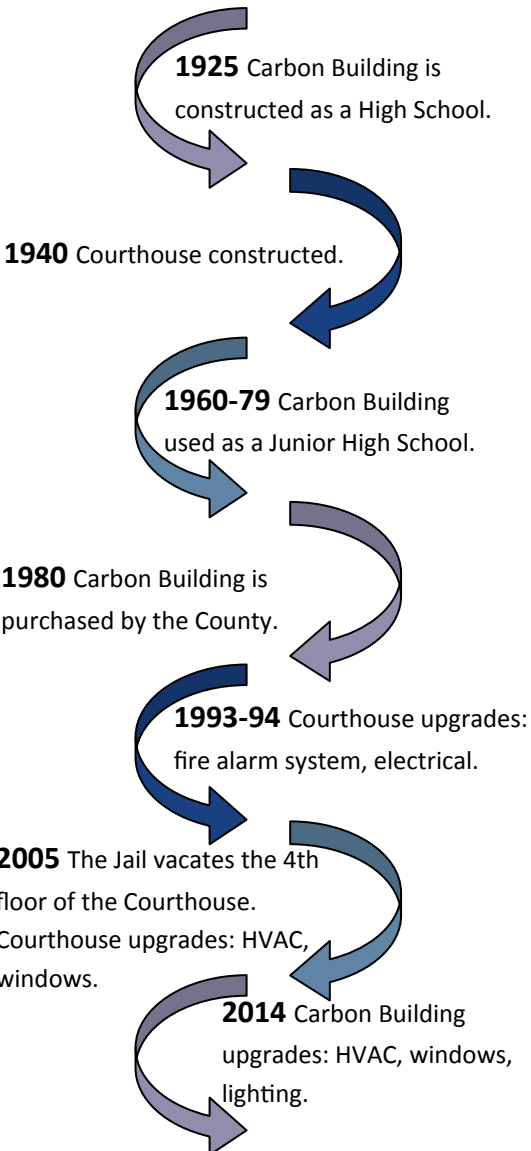 1925 Carbon Building is
constructed as a High School.
1940 Courthouse constructed.
1960-79 Carbon Building
used as a Junior High School.
1980 Carbon Building is
purchased by the County.
1993-94 Courthouse upgrades:
fire alarm system, electrical.
2005 The Jail vacates the 4th
floor of the Courthouse.
Courthouse upgrades: HVAC,
windows.
2014 Carbon Building
upgrades: HVAC, windows,
lighting.